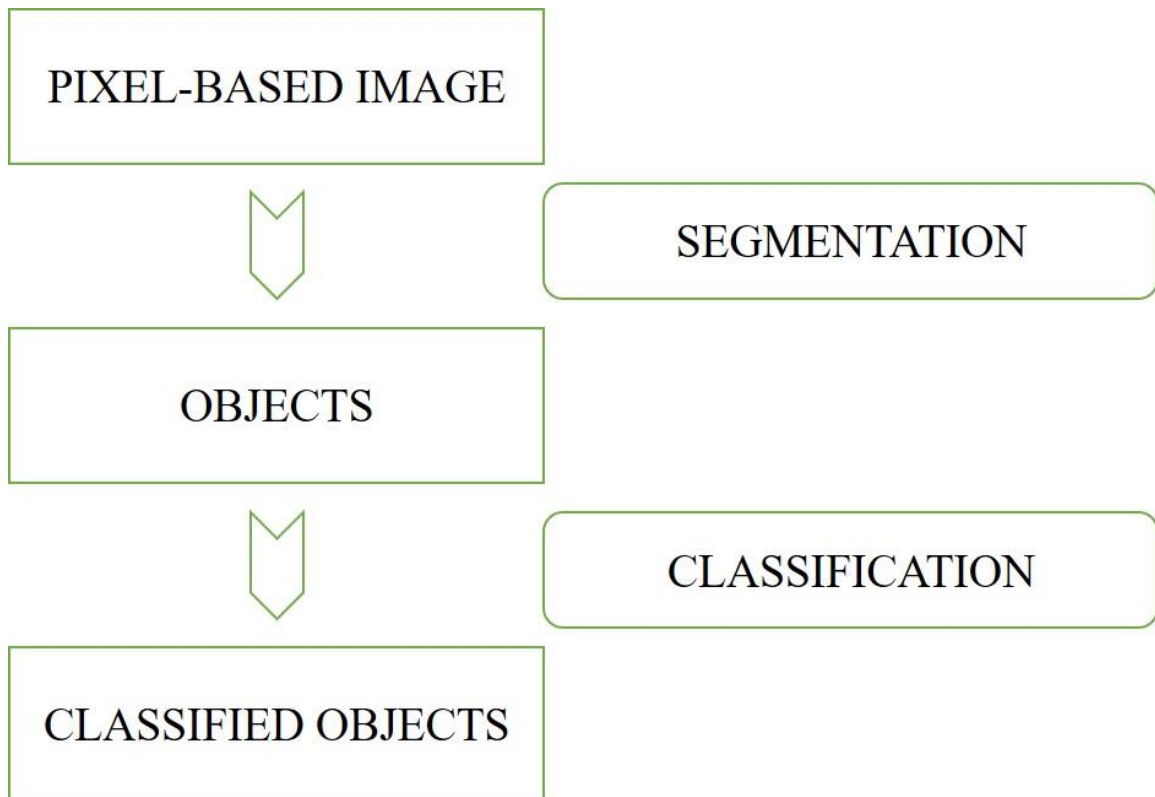 PIXEL-BASED IMAGE
SEGMENTATION
OBJECTS
CLASSIFICATION
CLASSIFIED OBJECTS